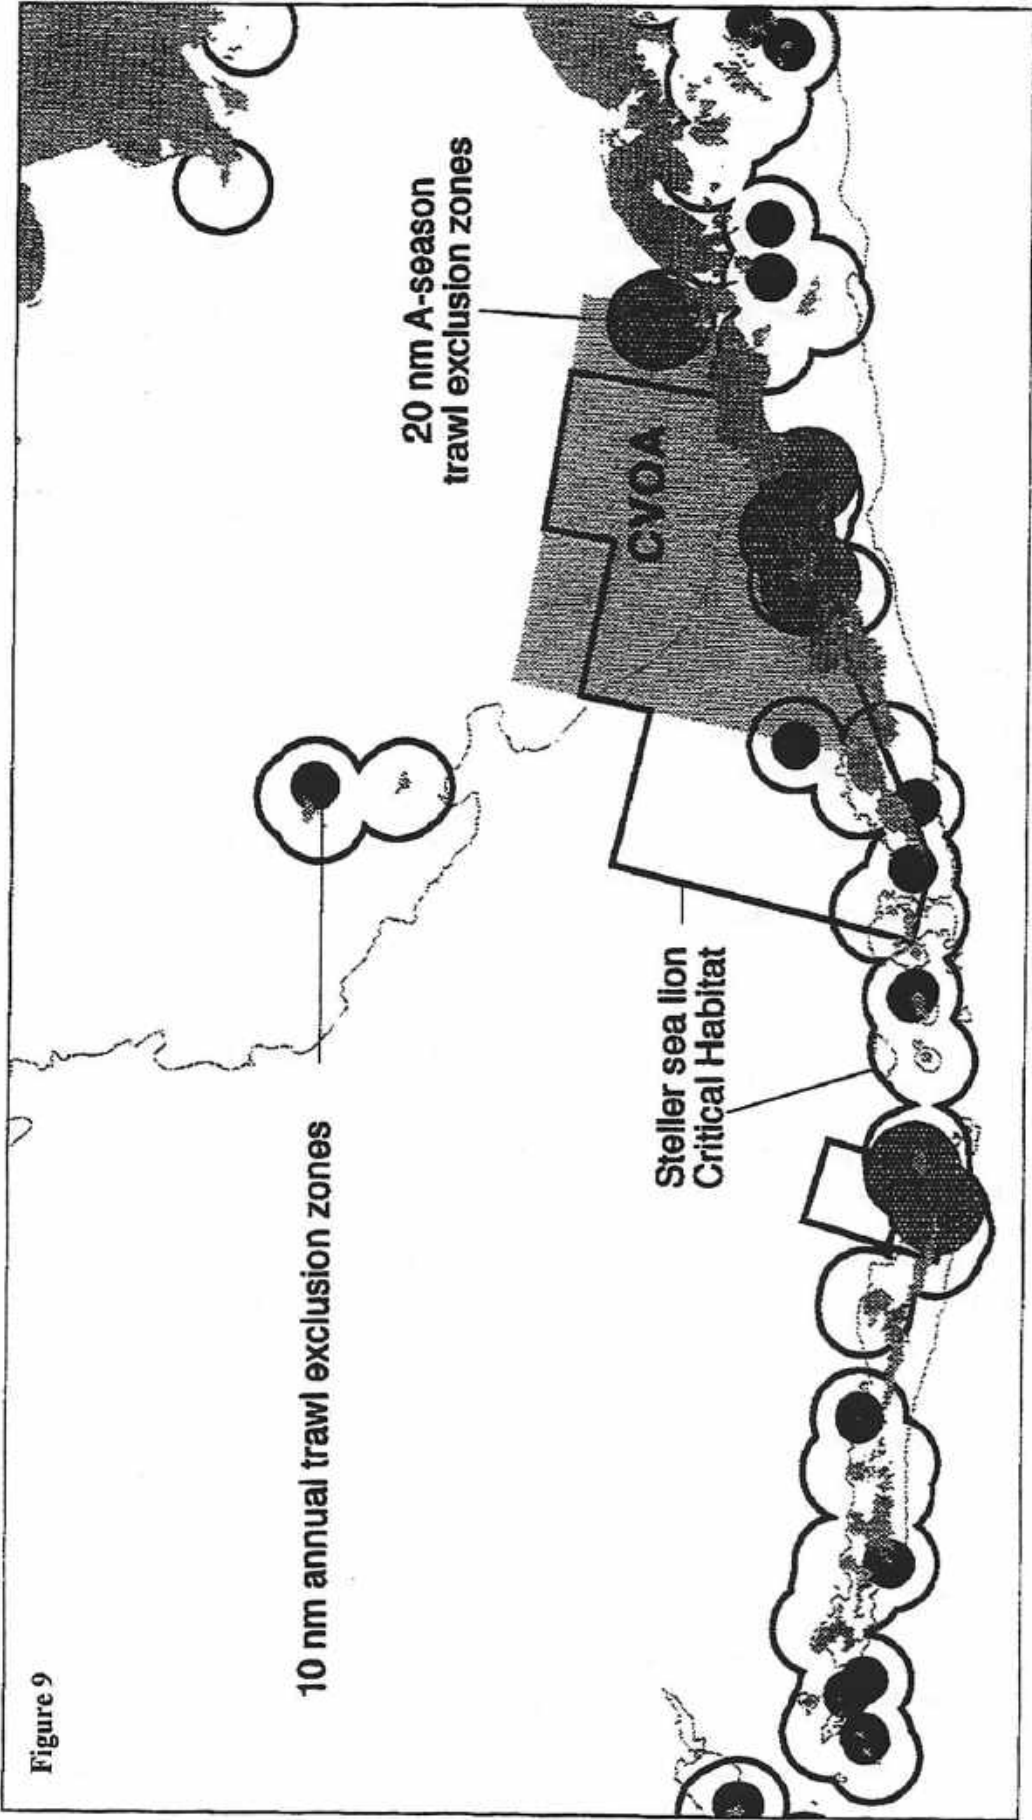 Figure 9
10 nm annual trawl exclusion zones
20 nm A-season
trawl exclusion zones
CVOA
Steller sea lion
Critical Habitat